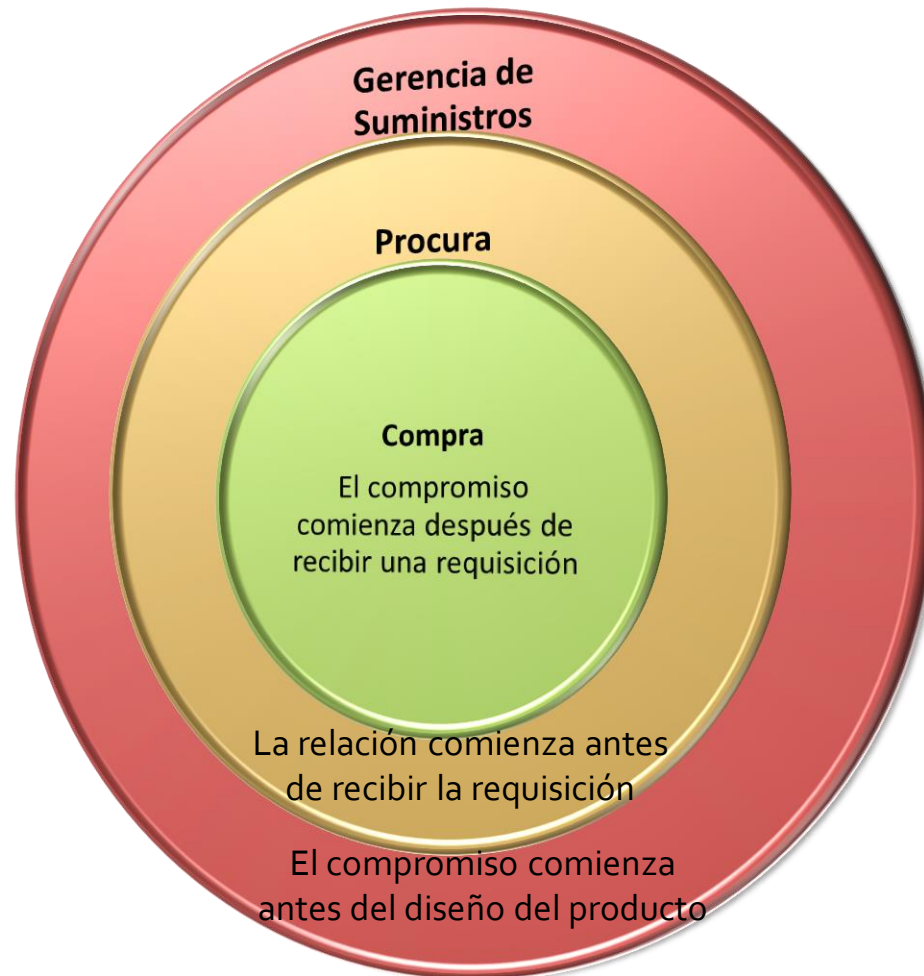 Gerencia de
Suministros
Procura
Compra
El compromiso
comienza después de
recibir una requisición
La relación comienza antes
de recibir la requisición
El compromiso comienza
antes del diseño del producto